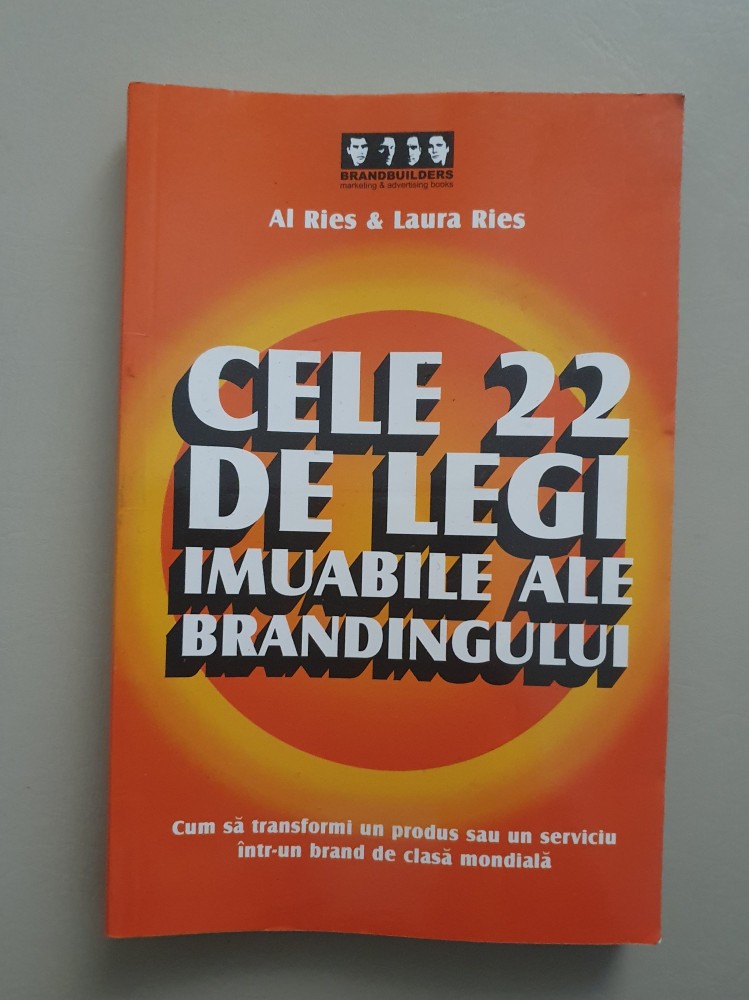 BRANDBUILDERS
marketing & advertising books
Al Ries & Laura Ries
CELE 22
DE LEGI
IMUABILE ALE
BRANDINGULUI
Cum să transformi un produs sau un serviciu
într-un brand de clasă mondială